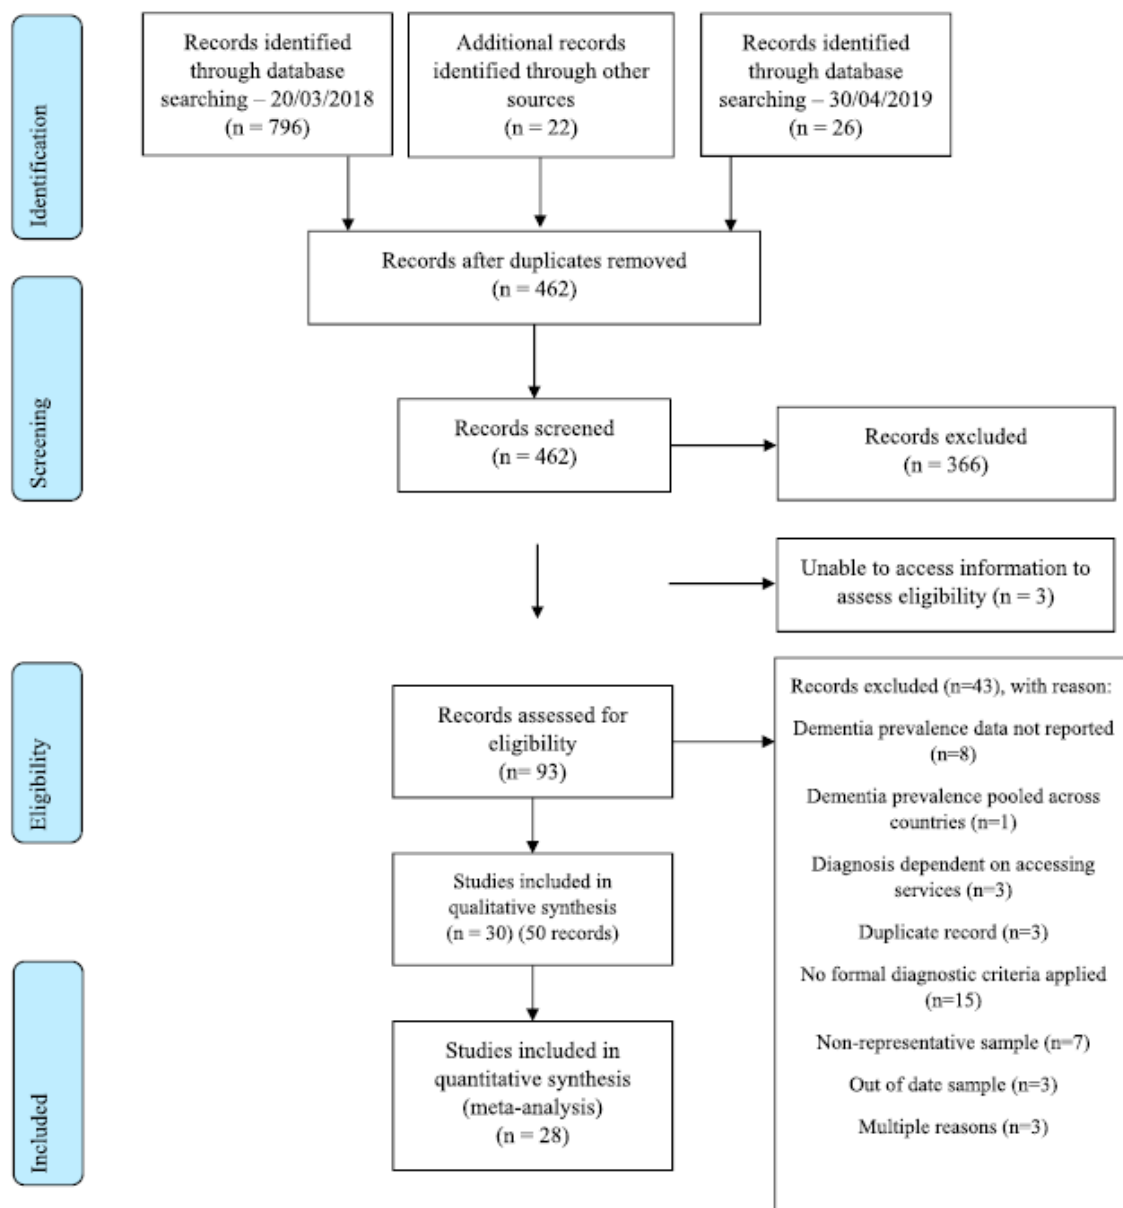 Identification
Records identified
through database
searching – 20/03/2018
(n = 796)
Additional records
identified through other
sources
(n = 22)
Records identified
through database
searching – 30/04/2019
(n = 26)
Records after duplicates removed
(n = 462)
Screening
Records screened
(n = 462)
Records excluded
(n = 366)
Unable to access information to
assess eligibility (n = 3)
Eligibility
Records assessed for
eligibility
(n= 93)
Records excluded (n=43), with reason:
Dementia prevalence data not reported
(n=8)
Dementia prevalence pooled across
countries (n=1)
Diagnosis dependent on accessing
services (n=3)
Duplicate record (n=3)
No formal diagnostic criteria applied
(n=15)
Non-representative sample (n=7)
Out of date sample (n=3)
Multiple reasons (n=3)
Studies included in
qualitative synthesis
(n = 30) (50 records)
Included
Studies included in
quantitative synthesis
(meta-analysis)
(n = 28)